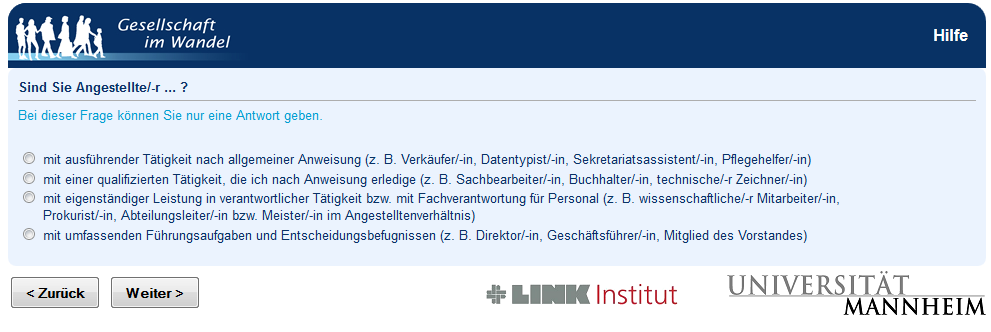 Gesellschaft
im Wandel
Hilfe
Sind Sie Angestellte/-r ... ?
Bei dieser Frage können Sie nur eine Antwort geben.
mit ausführender Tätigkeit nach allgemeiner Anweisung (z. B. Verkäufer/-in, Datentypist/-in, Sekretariatsassistent/-in, Pflegehelfer/-in)
mit einer qualifizierten Tätigkeit, die ich nach Anweisung erledige (z. B. Sachbearbeiter/-in, Buchhalter/-in, technische/-r Zeichner/-in)
mit eigenständiger Leistung in verantwortlicher Tätigkeit bzw. mit Fachverantwortung für Personal (z. B. wissenschaftliche/-r Mitarbeiter/-in,
Prokurist/-in, Abteilungsleiter/-in bzw. Meister/-in im Angestelltenverhältnis)
mit umfassenden Führungsaufgaben und Entscheidungsbefugnissen (z. B. Direktor/-in, Geschäftsführer/-in, Mitglied des Vorstandes)
< Zurück
Weiter >
LINK Institut
UNIVERSITÄT
MANNHEIM